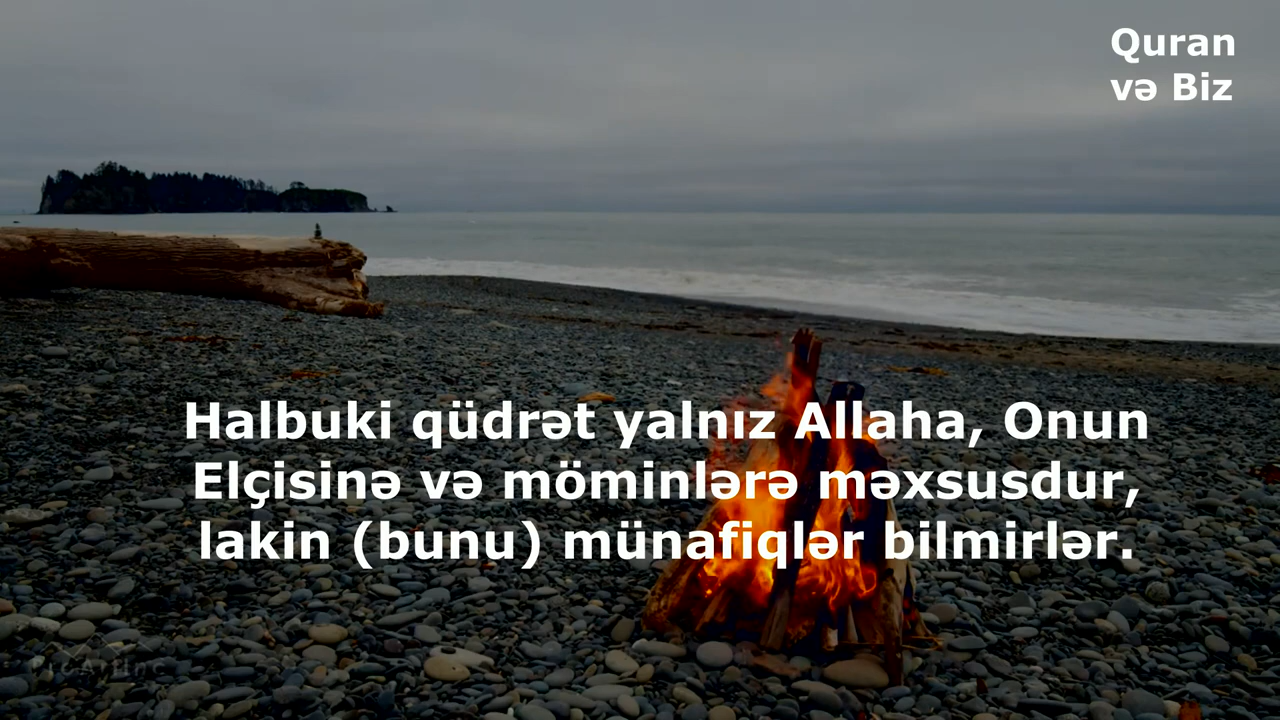 Quran
və Biz
Halbuki qüdrət yalnız Allaha, Onun
Elçisinə və möminlərə məxsusdur,
lakin (bunu) münafiqlər bilmirlər.